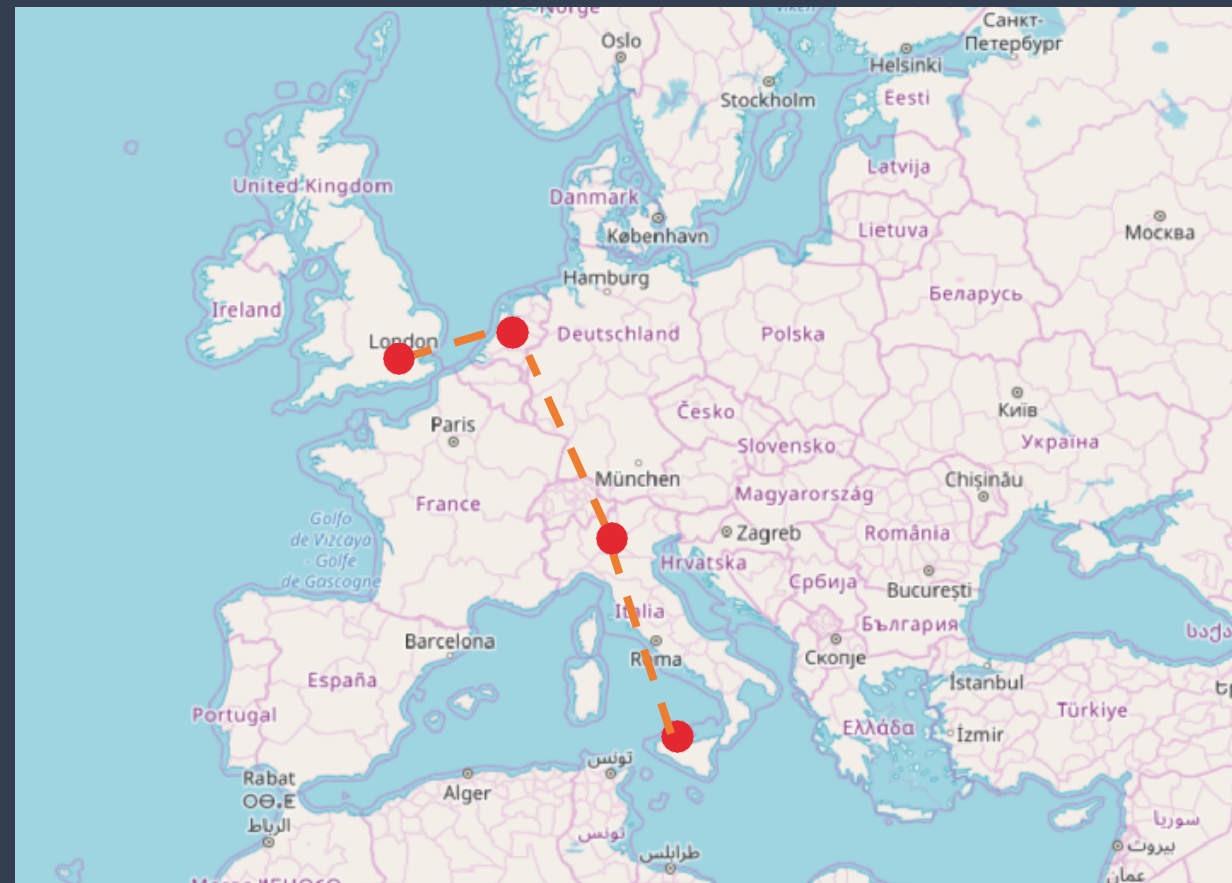 Norge
Viken
Oslo
Санкт-
Петербург
Helsinki
Stockholm
Eesti
Latvija
United Kingdom
Danmark
København
Lietuva
Москва
Hamburg
Беларусь
Ireland
London
Deutschland
Polska
Paris
Česko
Київ
Slovensko
Україна
München
Chișinău
Magyarország
France
Golfo
de Vizcaya
- Golfe
de Gascogne
Zagreb
România
Hrvatska
Србија
București
Italia
България
Barcelona
Roma
Скопје
España
İstanbul
Türkiye
Portugal
Ελλάδα
İzmir
تونس
Rabat
ⵔⴱⴰⵟ
الرباط
Alger
سوريا
تونس
طرابلس
بيروت
عمان